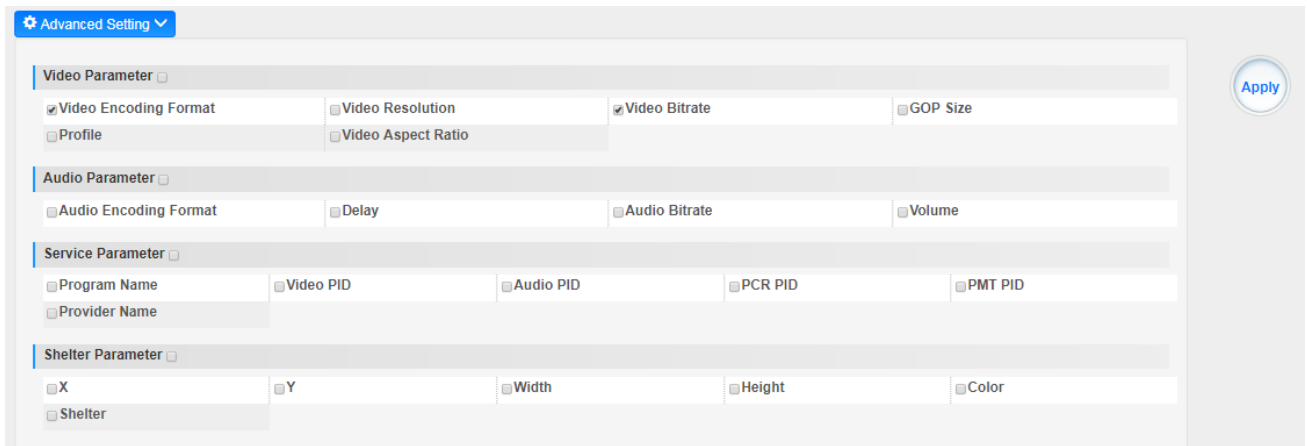 Advanced Setting
Video Parameter
Apply
Video Encoding Format Video Resolution Video Bitrate GOP Size
Profile Video Aspect Ratio
Audio Parameter
Audio Encoding Format Delay Audio Bitrate Volume
Service Parameter
Program Name Video PID Audio PID PCR PID PMT PID
Provider Name
Shelter Parameter
X Y Width Height Color
Shelter